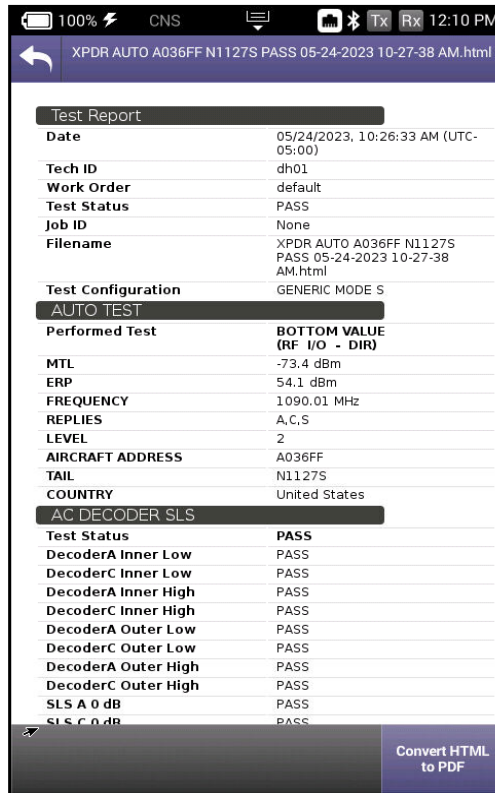 100% CNS Tx Rx 12:10 PM
XPDR AUTO A036FF N1127S PASS 05-24-2023 10-27-38 AM.html
Test Report
Date 05/24/2023, 10:26:33 AM (UTC-
05:00)
Tech ID dh01
Work Order default
Test Status PASS
Job ID None
Filename XPDR AUTO A036FF N1127S
PASS 05-24-2023 10-27-38
AM.html
Test Configuration GENERIC MODE S
AUTO TEST
Performed Test BOTTOM VALUE
(RF I/O - DIR)
MTL -73.4 dBm
ERP 54.1 dBm
FREQUENCY 1090.01 MHz
REPLIES A,C,S
LEVEL 2
AIRCRAFT ADDRESS A036FF
TAIL N1127S
COUNTRY United States
AC DECODER SLS
Test Status PASS
DecoderA Inner Low PASS
DecoderC Inner Low PASS
DecoderA Inner High PASS
DecoderC Inner High PASS
DecoderA Outer Low PASS
DecoderC Outer Low PASS
DecoderA Outer High PASS
DecoderC Outer High PASS
SLS A 0 dB PASS
SLS C 0 dB PASS
Convert HTML
to PDF